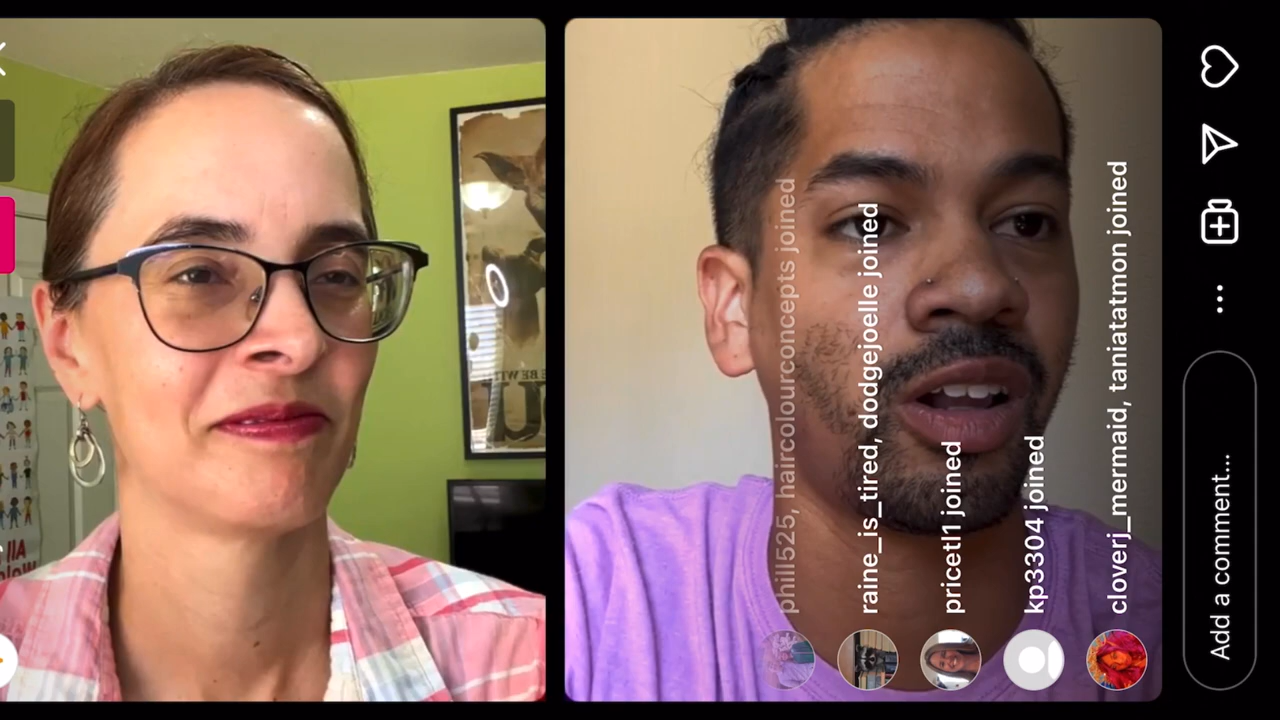 phill525, haircolourconcepts joined
raine_is_tired, dodgejoelle joined
pricetl1 joined
kp3304 joined
cloverj_mermaid, taniatatmon joined
Add a comment...